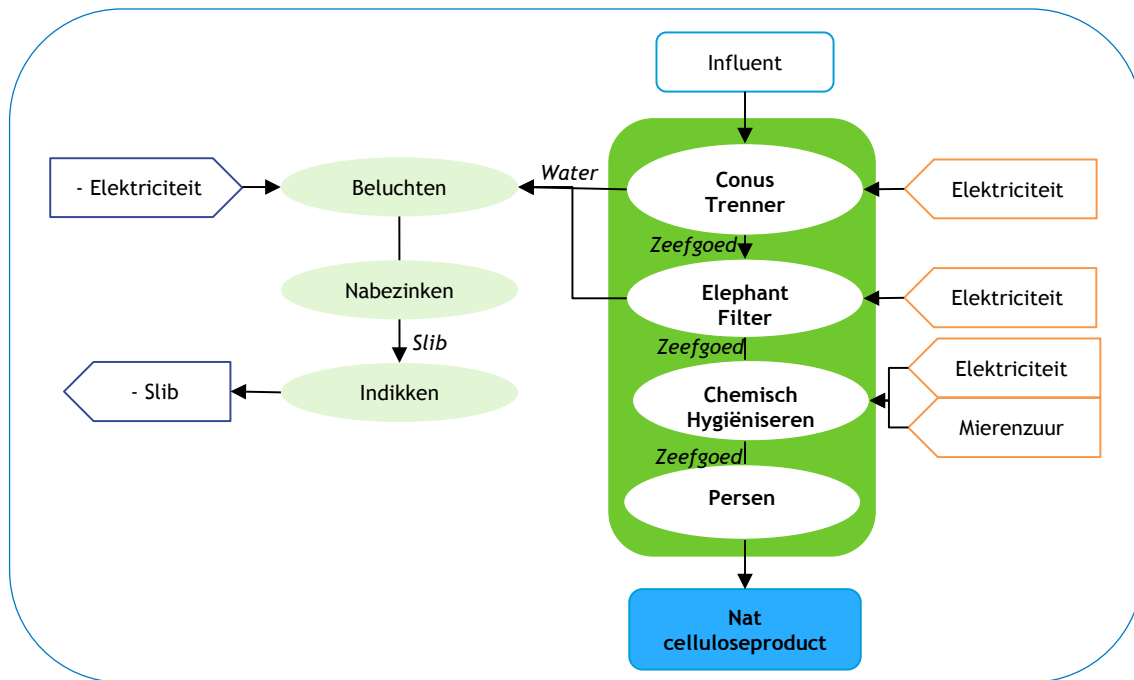 Influent
Water
- Elektriciteit
Beluchten
Conus
Trenner
Elektriciteit
Zeefgoed
Nabezinken
Elephant
Filter
Elektriciteit
Slib
Zeefgoed
- Slib
Indikken
Chemisch
Hygiëniseren
Elektriciteit
Mierenzuur
Zeefgoed
Persen
Nat
celluloseproduct